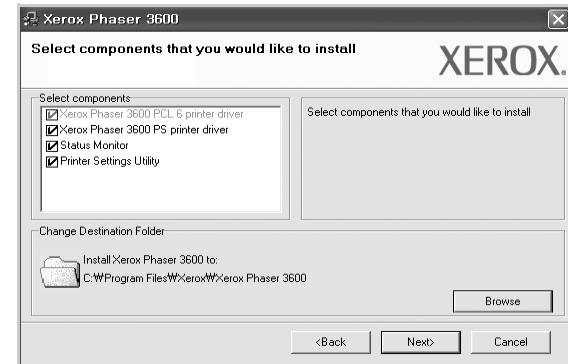 Xerox Phaser 3600
Select components that you would like to install
XEROX.
Select components
Xerox Phaser 3600 PCL 6 printer driver
Xerox Phaser 3600 PS printer driver
Status Monitor
Printer Settings Utility
Select components that you would like to install
Change Destination Folder
Install Xerox Phaser 3600 to:
C:₩Program Files₩Xerox₩Xerox Phaser 3600
Browse
<Back
Next>
Cancel